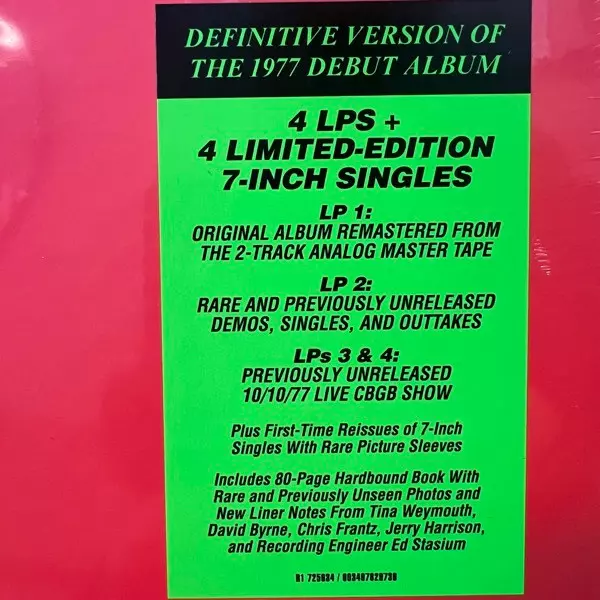 DEFINITIVE VERSION OF
THE 1977 DEBUT ALBUM
4 LPS +
4 LIMITED-EDITION
7-INCH SINGLES
LP 1:
ORIGINAL ALBUM REMASTERED FROM
THE 2-TRACK ANALOG MASTER TAPE
LP 2:
RARE AND PREVIOUSLY UNRELEASED
DEMOS, SINGLES, AND OUTTAKES
LPs 3 & 4:
PREVIOUSLY UNRELEASED
10/10/77 LIVE CBGB SHOW
Plus First-Time Reissues of 7-Inch
Singles With Rare Picture Sleeves
Includes 80-Page Hardbound Book With
Rare and Previously Unseen Photos and
New Liner Notes From Tina Weymouth,
David Byrne, Chris Frantz, Jerry Harrison,
and Recording Engineer Ed Stasium
R1 725634 / 603497828736